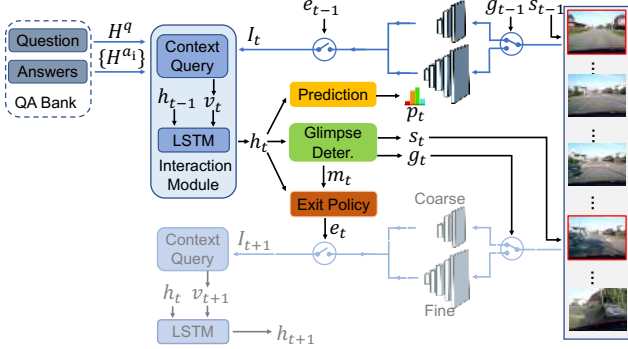 Question
Answers
QA Bank
H^q
{H^{a_i}}
Context
Query
h_{t-1}
v_t
LSTM
Interaction
Module
I_t
e_{t-1}
g_{t-1}
s_{t-1}
h_t
Prediction
p_t
Glimpse
Deter.
s_t
g_t
m_t
Exit Policy
e_t
Coarse
Fine
Context
Query
I_{t+1}
h_t
v_{t+1}
LSTM
h_{t+1}